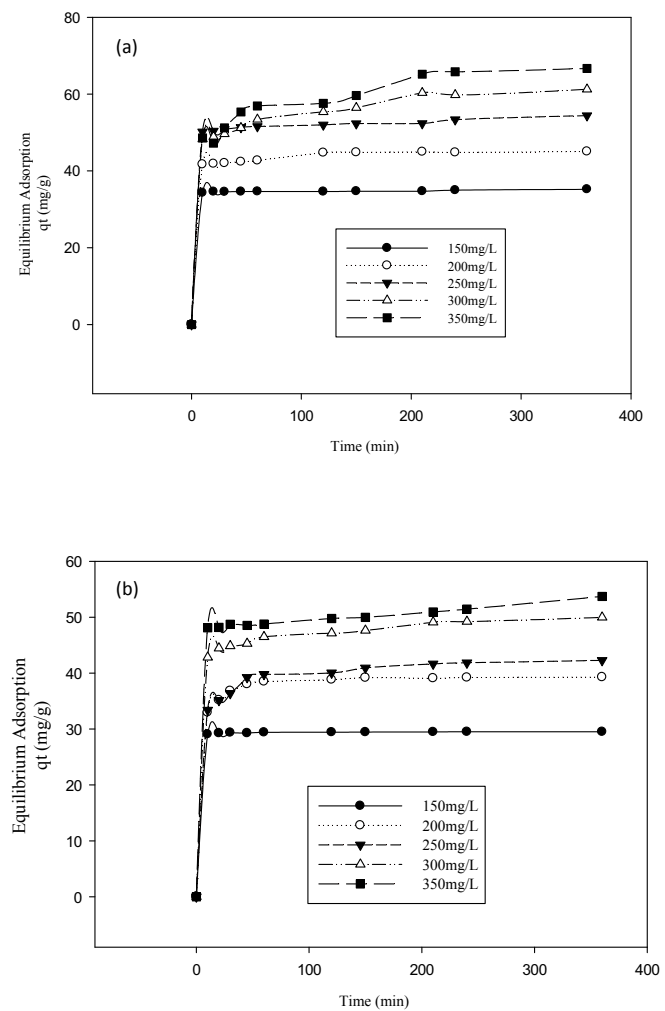 (a)
80
60
40
20
0
Equilibrium Adsorption
qt (mg/g)
150mg/L
200mg/L
250mg/L
300mg/L
350mg/L
0 100 200 300 400
Time (min)
(b)
60
50
40
30
20
10
0
Equilibrium Adsorption
qt (mg/g)
150mg/L
200mg/L
250mg/L
300mg/L
350mg/L
0 100 200 300 400
Time (min)